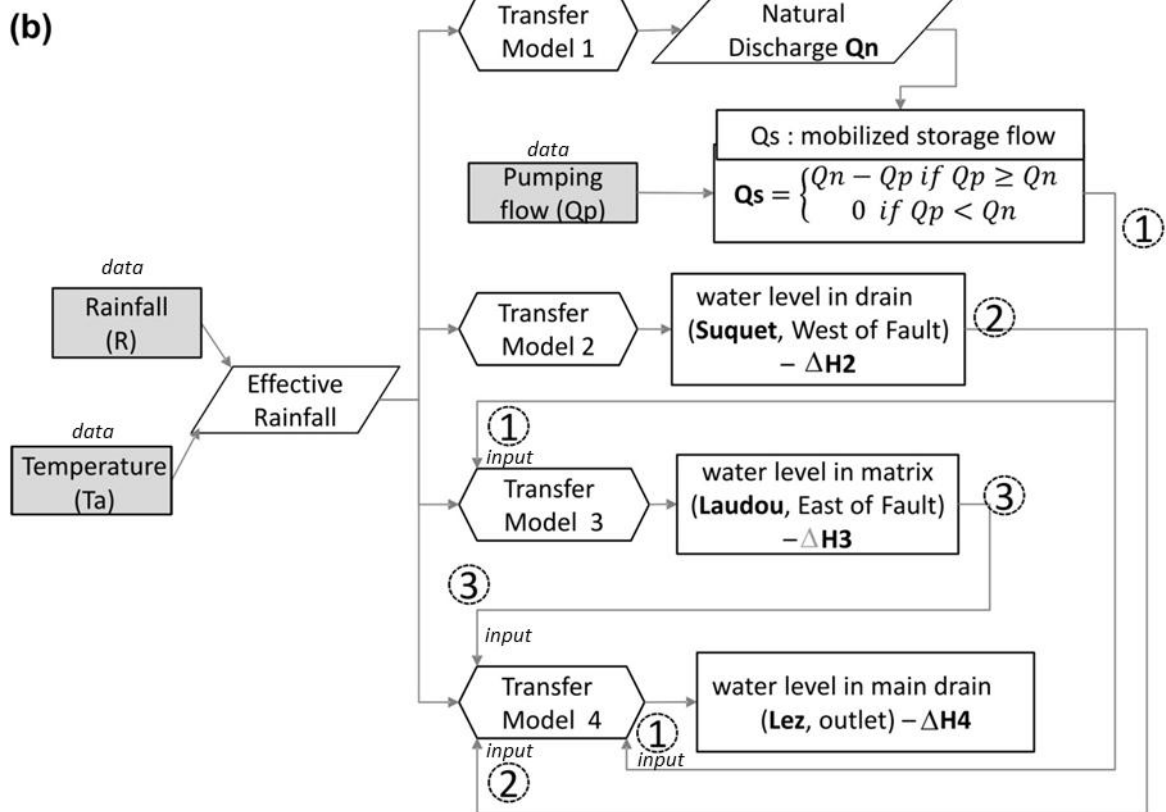 (b)
Transfer
Model 1
Natural
Discharge Qn
Qs : mobilized storage flow
data
Pumping
flow (Qp)
Qs = { Qn − Qp if Qp ≥ Qn
0 if Qp < Qn
①
data
Rainfall
(R)
Transfer
Model 2
water level in drain
(Suquet, West of Fault)
– ΔH2
②
Effective
Rainfall
data
Temperature
(Ta)
①
input
Transfer
Model 3
water level in matrix
(Laudou, East of Fault)
– ΔH3
③
③
input
Transfer
Model 4
water level in main drain
(Lez, outlet) – ΔH4
①
input
input
②